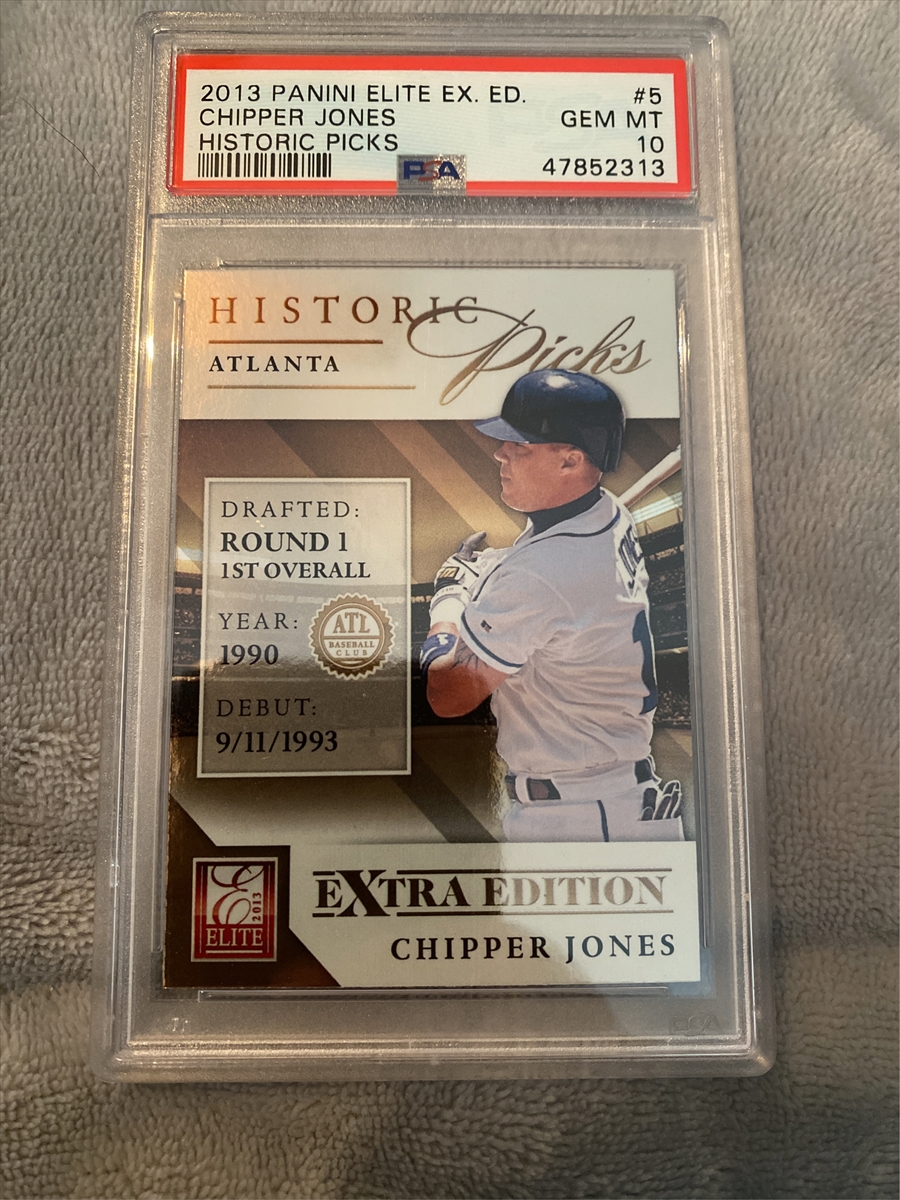 2013 PANINI ELITE EX. ED. #5
CHIPPER JONES GEM MT
HISTORIC PICKS 10
PSA 47852313
HISTORIC
Picks
ATLANTA
DRAFTED:
ROUND 1
1ST OVERALL
YEAR:
1990
ATL
BASEBALL
CLUB
DEBUT:
9/11/1993
E
2013
ELITE
EXTRA EDITION
CHIPPER JONES
PSA